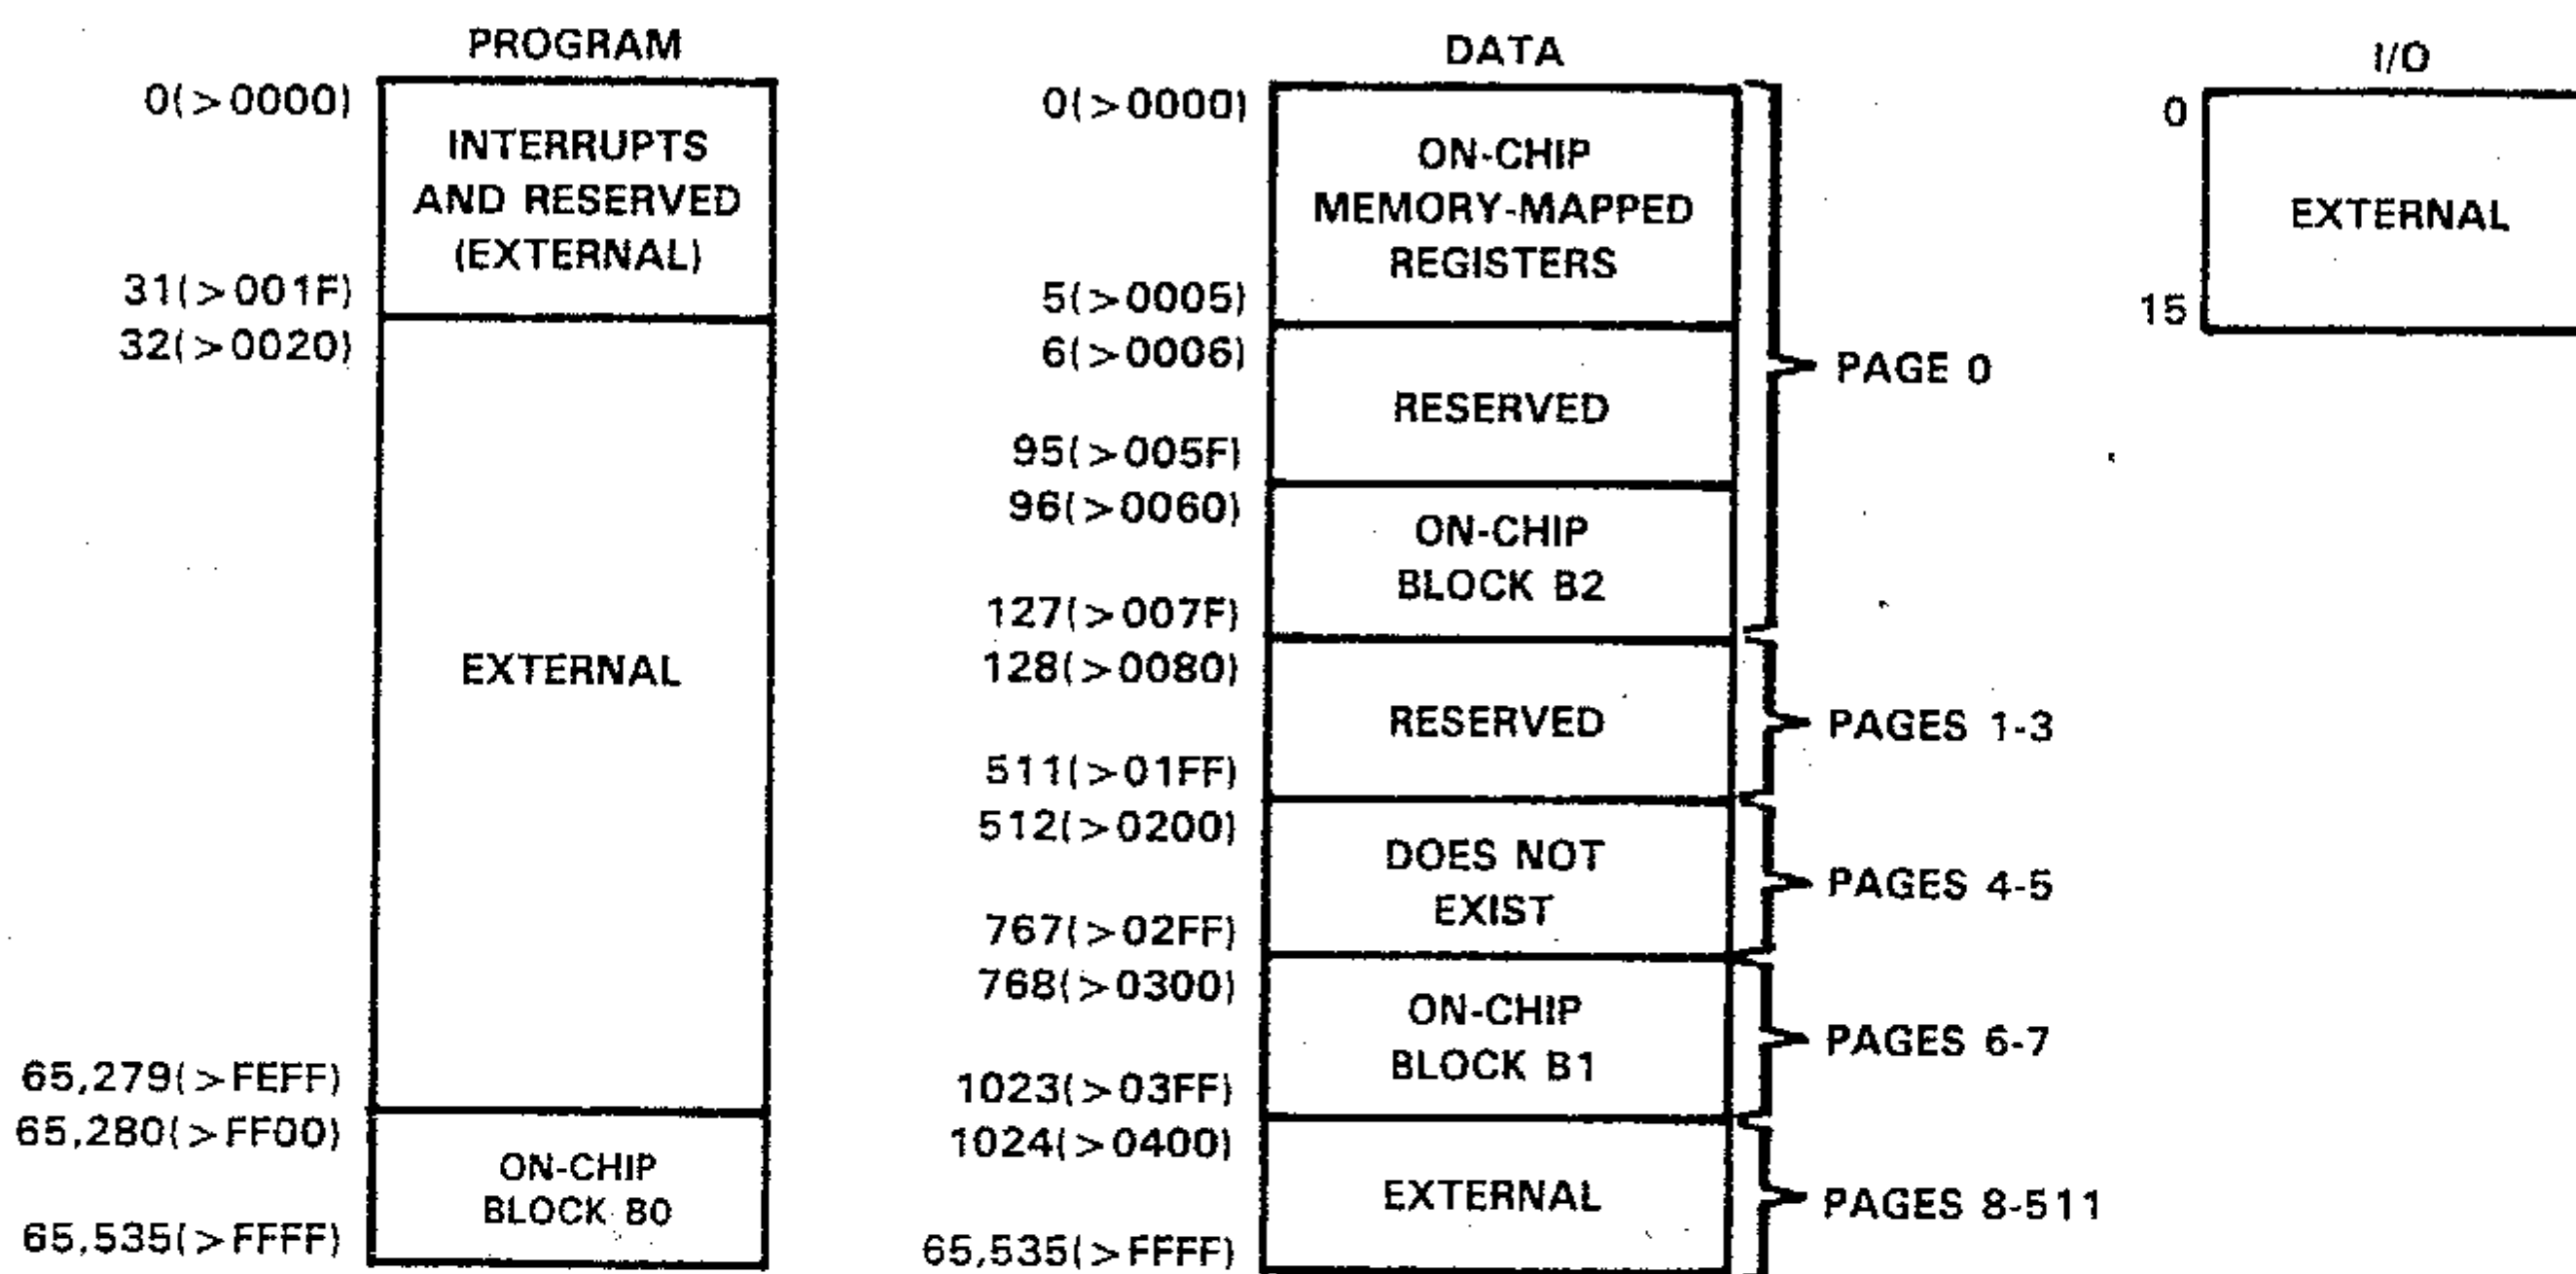 PROGRAM
0(>0000)
INTERRUPTS
AND RESERVED
(EXTERNAL)
31(>001F)
32(>0020)
EXTERNAL
65,279(>FEFF)
65,280(>FF00)
ON-CHIP
BLOCK B0
65,535(>FFFF)
DATA
0(>0000)
ON-CHIP
MEMORY-MAPPED
REGISTERS
5(>0005)
6(>0006)
RESERVED
95(>005F)
96(>0060)
ON-CHIP
BLOCK B2
127(>007F)
PAGE 0
128(>0080)
RESERVED
511(>01FF)
PAGES 1-3
512(>0200)
DOES NOT
EXIST
767(>02FF)
PAGES 4-5
768(>0300)
ON-CHIP
BLOCK B1
1023(>03FF)
PAGES 6-7
1024(>0400)
EXTERNAL
65,535(>FFFF)
PAGES 8-511
I/O
0
EXTERNAL
15